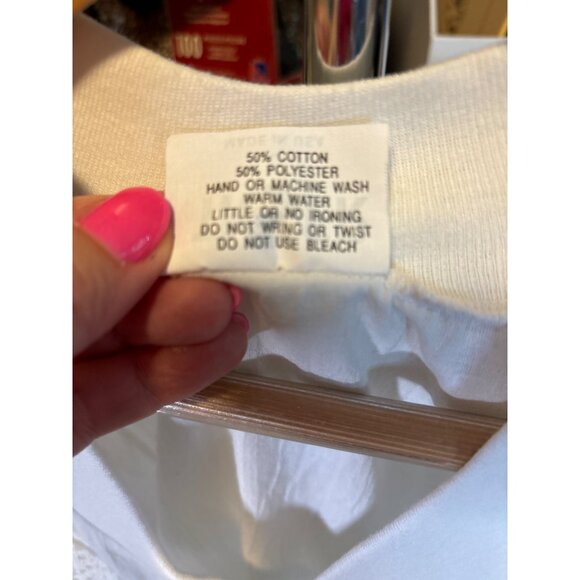 100
50% COTTON
50% POLYESTER
HAND OR MACHINE WASH
WARM WATER
LITTLE OR NO IRONING
DO NOT WRING OR TWIST
DO NOT USE BLEACH